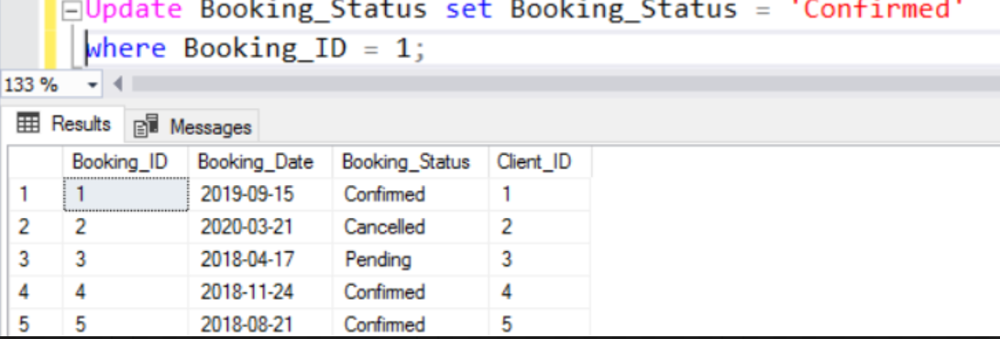 Update Booking_Status set Booking_Status = 'Confirmed'
where Booking_ID = 1;
133 %
Results Messages
Booking_ID Booking_Date Booking_Status Client_ID
1 1 2019-09-15 Confirmed 1
2 2 2020-03-21 Cancelled 2
3 3 2018-04-17 Pending 3
4 4 2018-11-24 Confirmed 4
5 5 2018-08-21 Confirmed 5